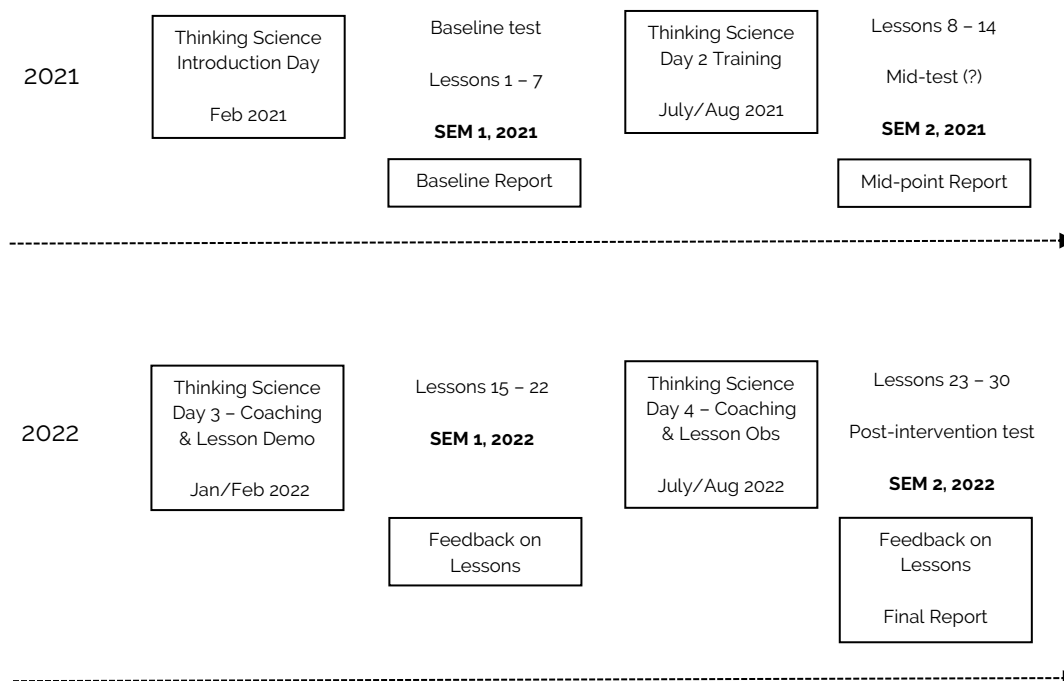 2021
Thinking Science
Introduction Day
Feb 2021
Baseline test
Lessons 1 – 7
SEM 1, 2021
Baseline Report
Thinking Science
Day 2 Training
July/Aug 2021
Lessons 8 – 14
Mid-test (?)
SEM 2, 2021
Mid-point Report
2022
Thinking Science
Day 3 – Coaching
& Lesson Demo
Jan/Feb 2022
Lessons 15 – 22
SEM 1, 2022
Feedback on
Lessons
Thinking Science
Day 4 – Coaching
& Lesson Obs
July/Aug 2022
Lessons 23 – 30
Post-intervention test
SEM 2, 2022
Feedback on
Lessons
Final Report